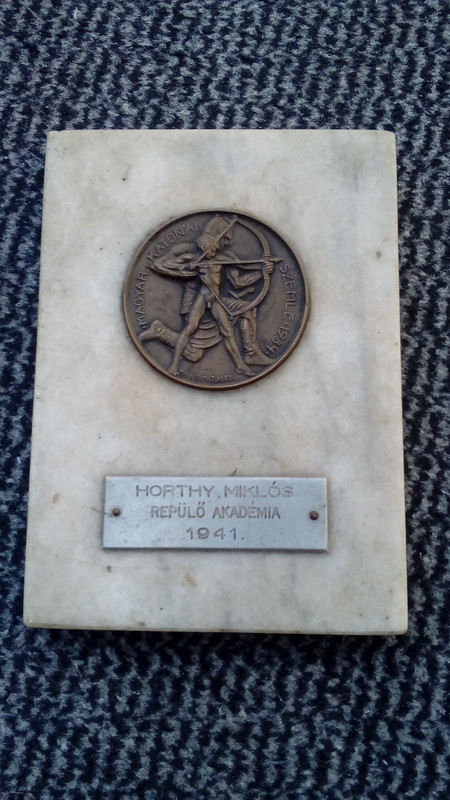 MAGYAR KATONAI SZEMLE 1934
HORTHY, MIKLÓS
REPÜLŐ AKADÉMIA
1941.